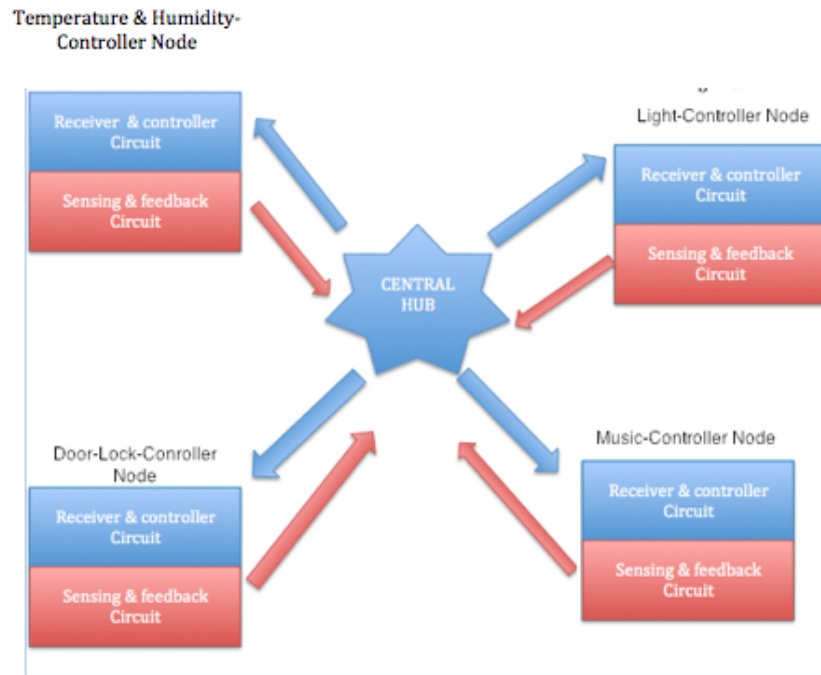 Temperature & Humidity-
Controller Node
Receiver & controller
Circuit
Sensing & feedback
Circuit
Light-Controller Node
Receiver & controller
Circuit
Sensing & feedback
Circuit
CENTRAL
HUB
Door-Lock-Conroller
Node
Receiver & controller
Circuit
Sensing & feedback
Circuit
Music-Controller Node
Receiver & controller
Circuit
Sensing & feedback
Circuit